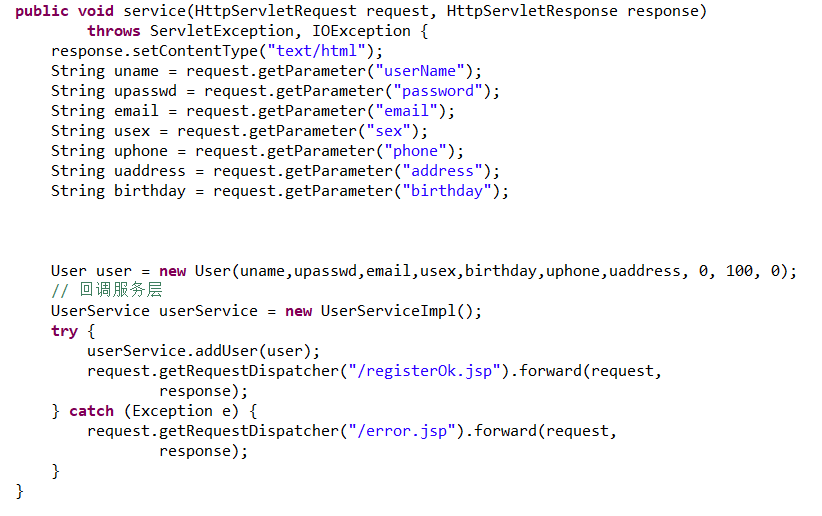 public void service(HttpServletRequest request, HttpServletResponse response)
throws ServletException, IOException {
response.setContentType("text/html");
String uname = request.getParameter("userName");
String upasswd = request.getParameter("password");
String email = request.getParameter("email");
String usex = request.getParameter("sex");
String uphone = request.getParameter("phone");
String uaddress = request.getParameter("address");
String birthday = request.getParameter("birthday");
User user = new User(uname,upasswd,email,usex,birthday,uphone,uaddress, 0, 100, 0);
// 回调服务层
UserService userService = new UserServiceImpl();
try {
userService.addUser(user);
request.getRequestDispatcher("/registerOk.jsp").forward(request,
response);
} catch (Exception e) {
request.getRequestDispatcher("/error.jsp").forward(request,
response);
}
}